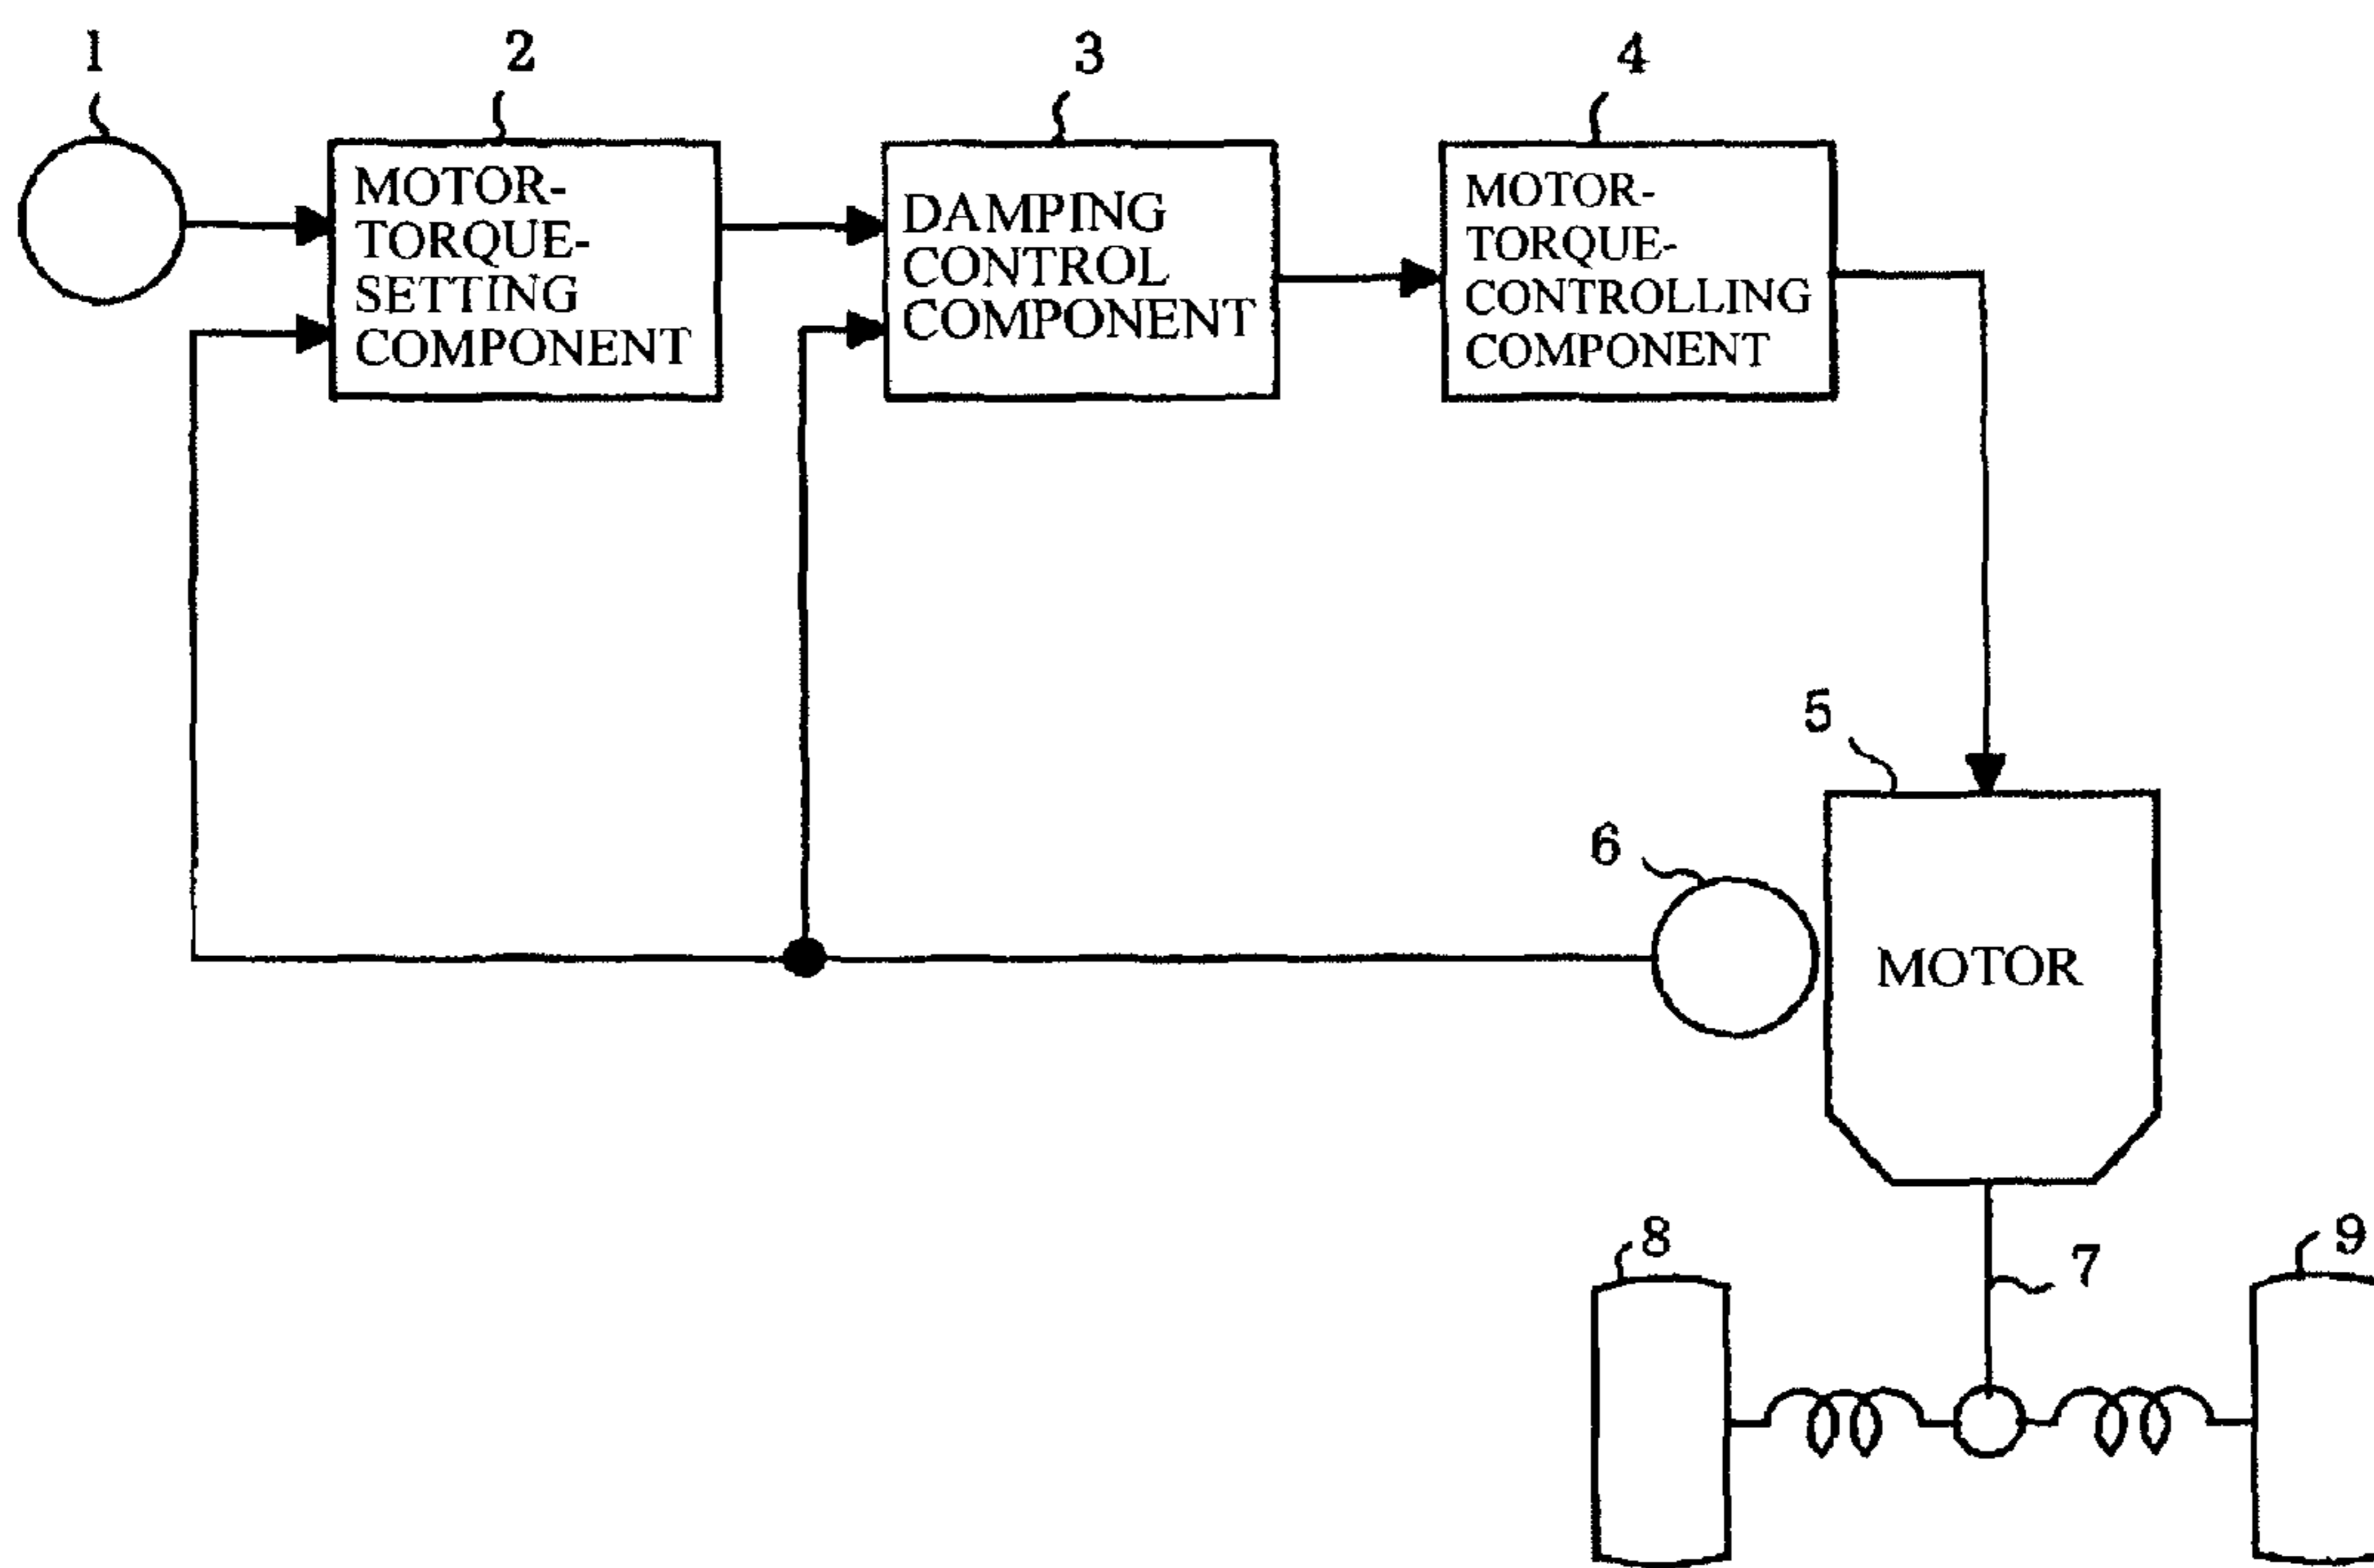 1
2
3
4
MOTOR-
TORQUE-
SETTING
COMPONENT
DAMPING
CONTROL
COMPONENT
MOTOR-
TORQUE-
CONTROLLING
COMPONENT
5
6
MOTOR
8
7
9